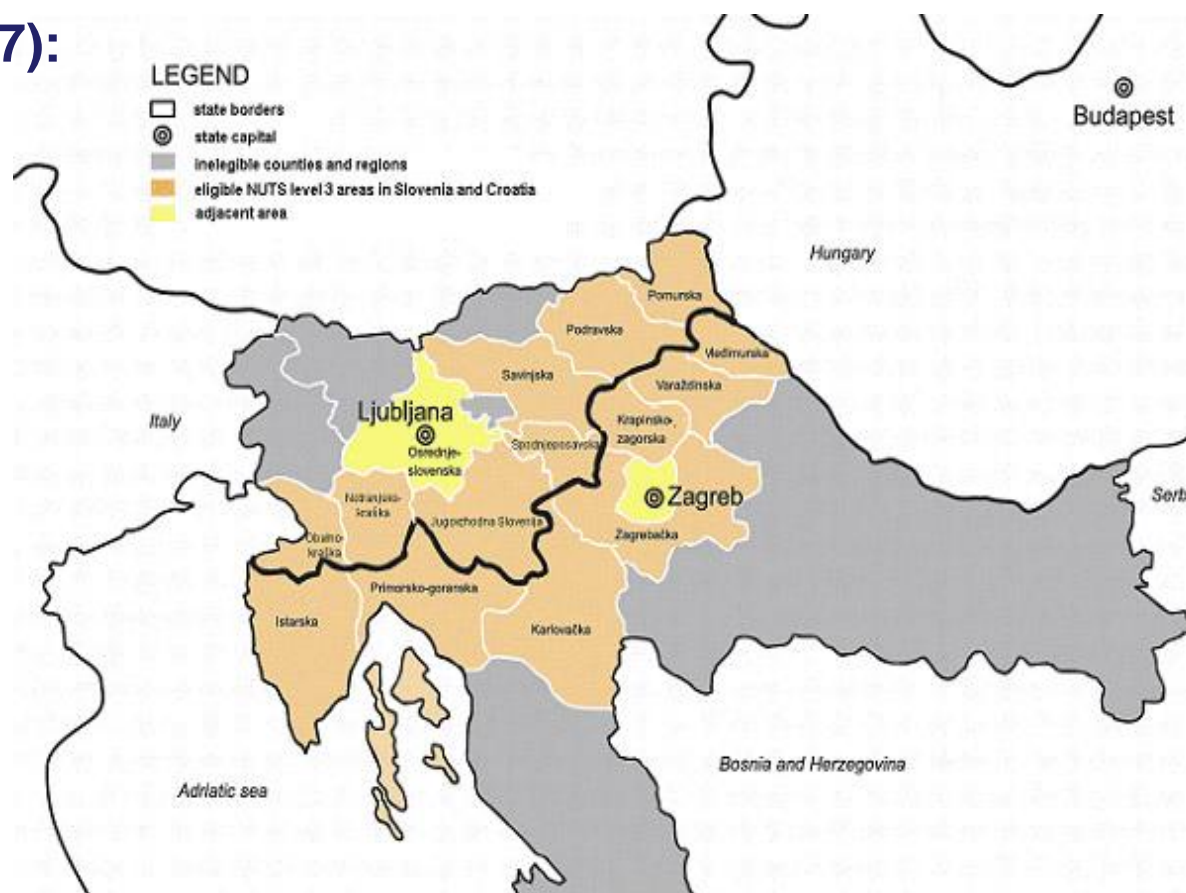 7):
LEGEND
state borders
state capital
inelegible counties and regions
eligible NUTS level 3 areas in Slovenia and Croatia
adjacent area
Budapest
Hungary
Pomurska
Podravska
Međimurska
Savinjska
Varaždinska
Italy
Ljubljana
Krapinsko-
zagorska
Osrednje-
slovenska
Spodnjeposavska
Zagreb
Serb
Notranjsko-
kraška
Jugovzhodna Slovenija
Obalno-
kraška
Zagrebačka
Primorsko-goranska
Istarska
Karlovačka
Bosnia and Herzegovina
Adriatic sea